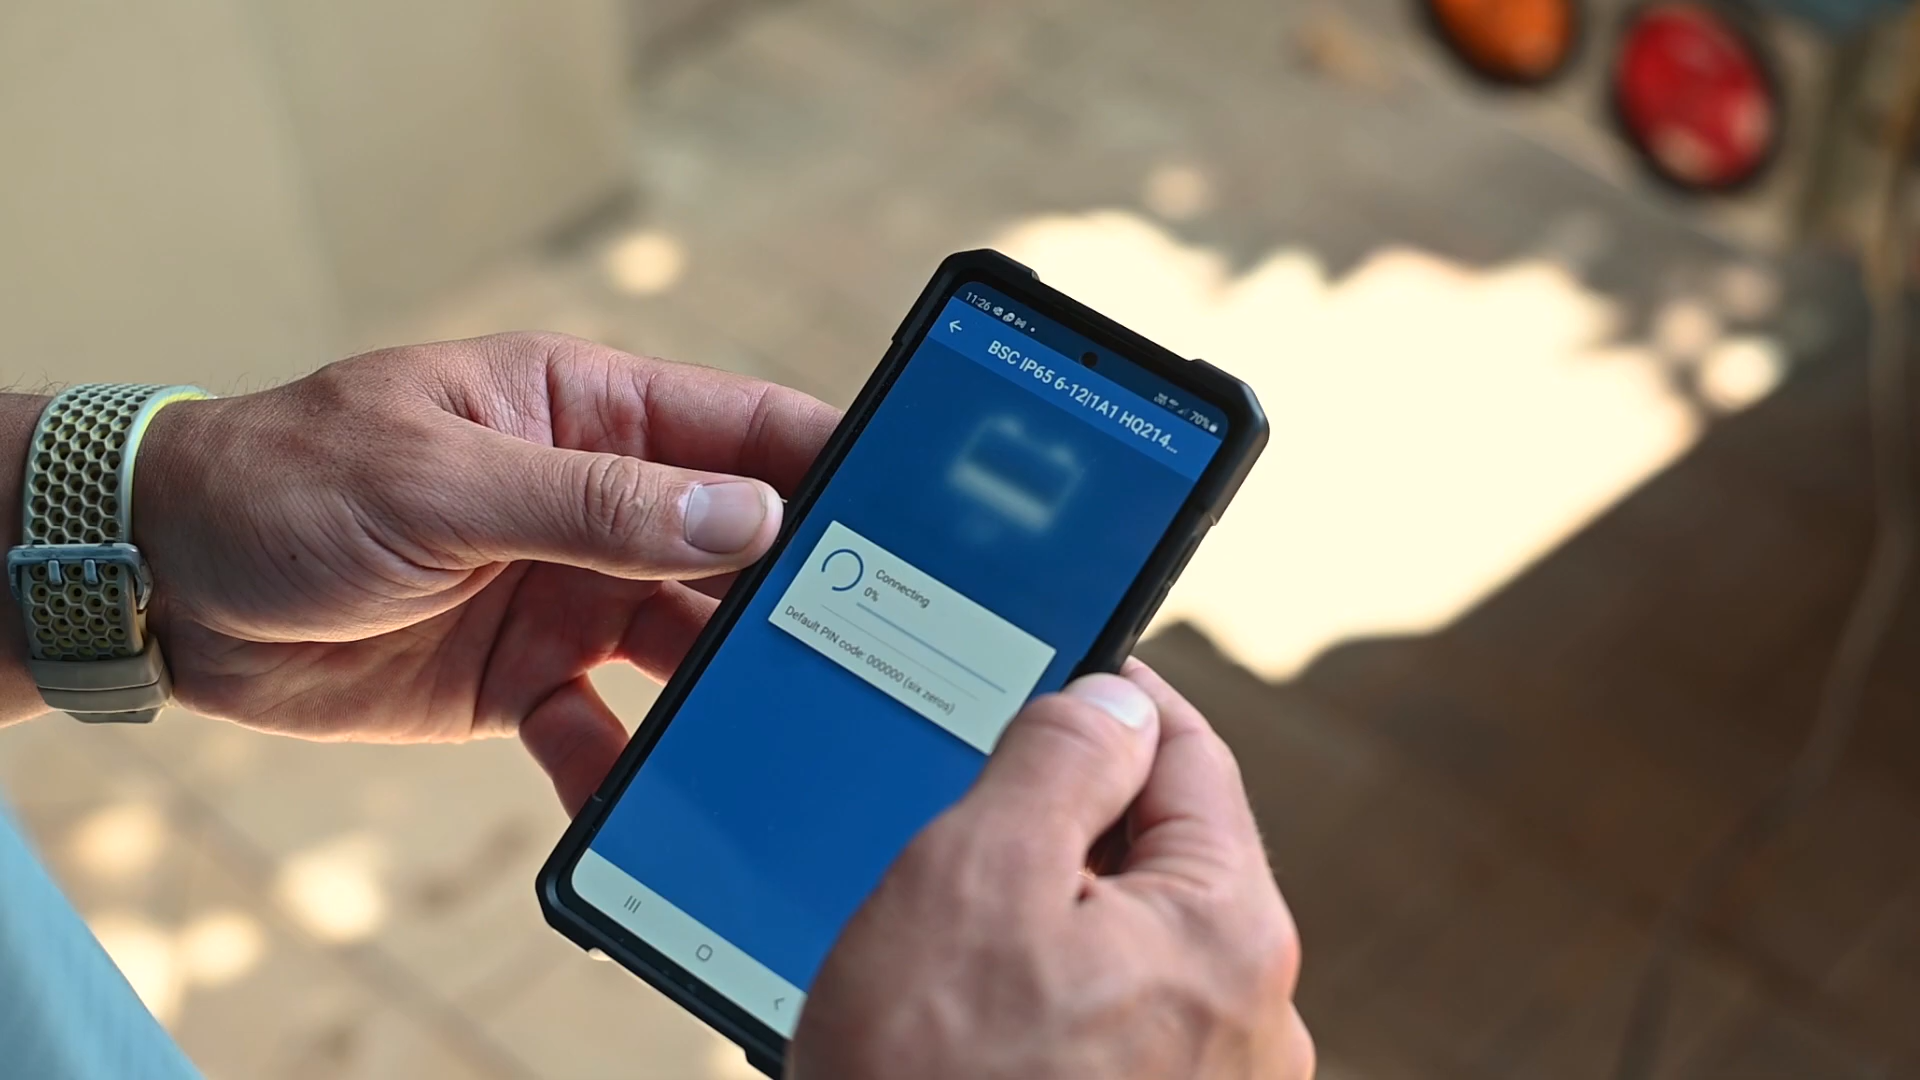 11:26
70%
BSC IP65 6-12|1A1 HQ214...
Connecting
0%
Default PIN code: 000000 (six zeros)